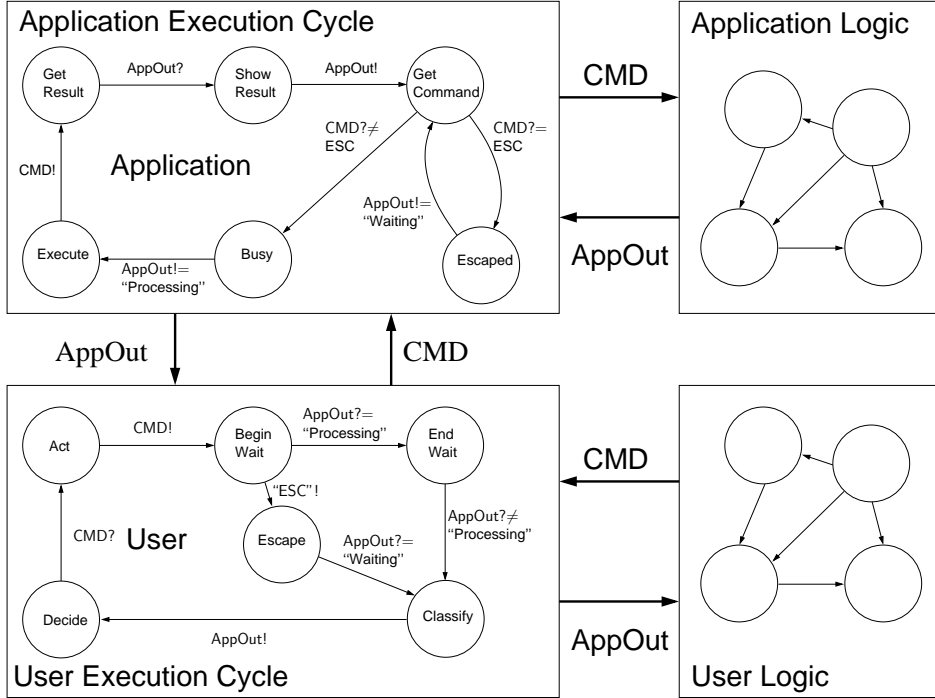 Application Execution Cycle
Application Logic
Get
Result
AppOut?
Show
Result
AppOut!
Get
Command
CMD
CMD?≠
ESC
CMD?=
ESC
CMD!
Application
AppOut!=
“Waiting”
Execute
AppOut!=
“Processing”
Busy
Escaped
AppOut
AppOut
CMD
Act
CMD!
Begin
Wait
AppOut?=
“Processing”
End
Wait
CMD
“ESC”!
CMD?
User
Escape
AppOut?=
“Waiting”
AppOut?≠
“Processing”
Decide
AppOut!
Classify
AppOut
User Execution Cycle
User Logic